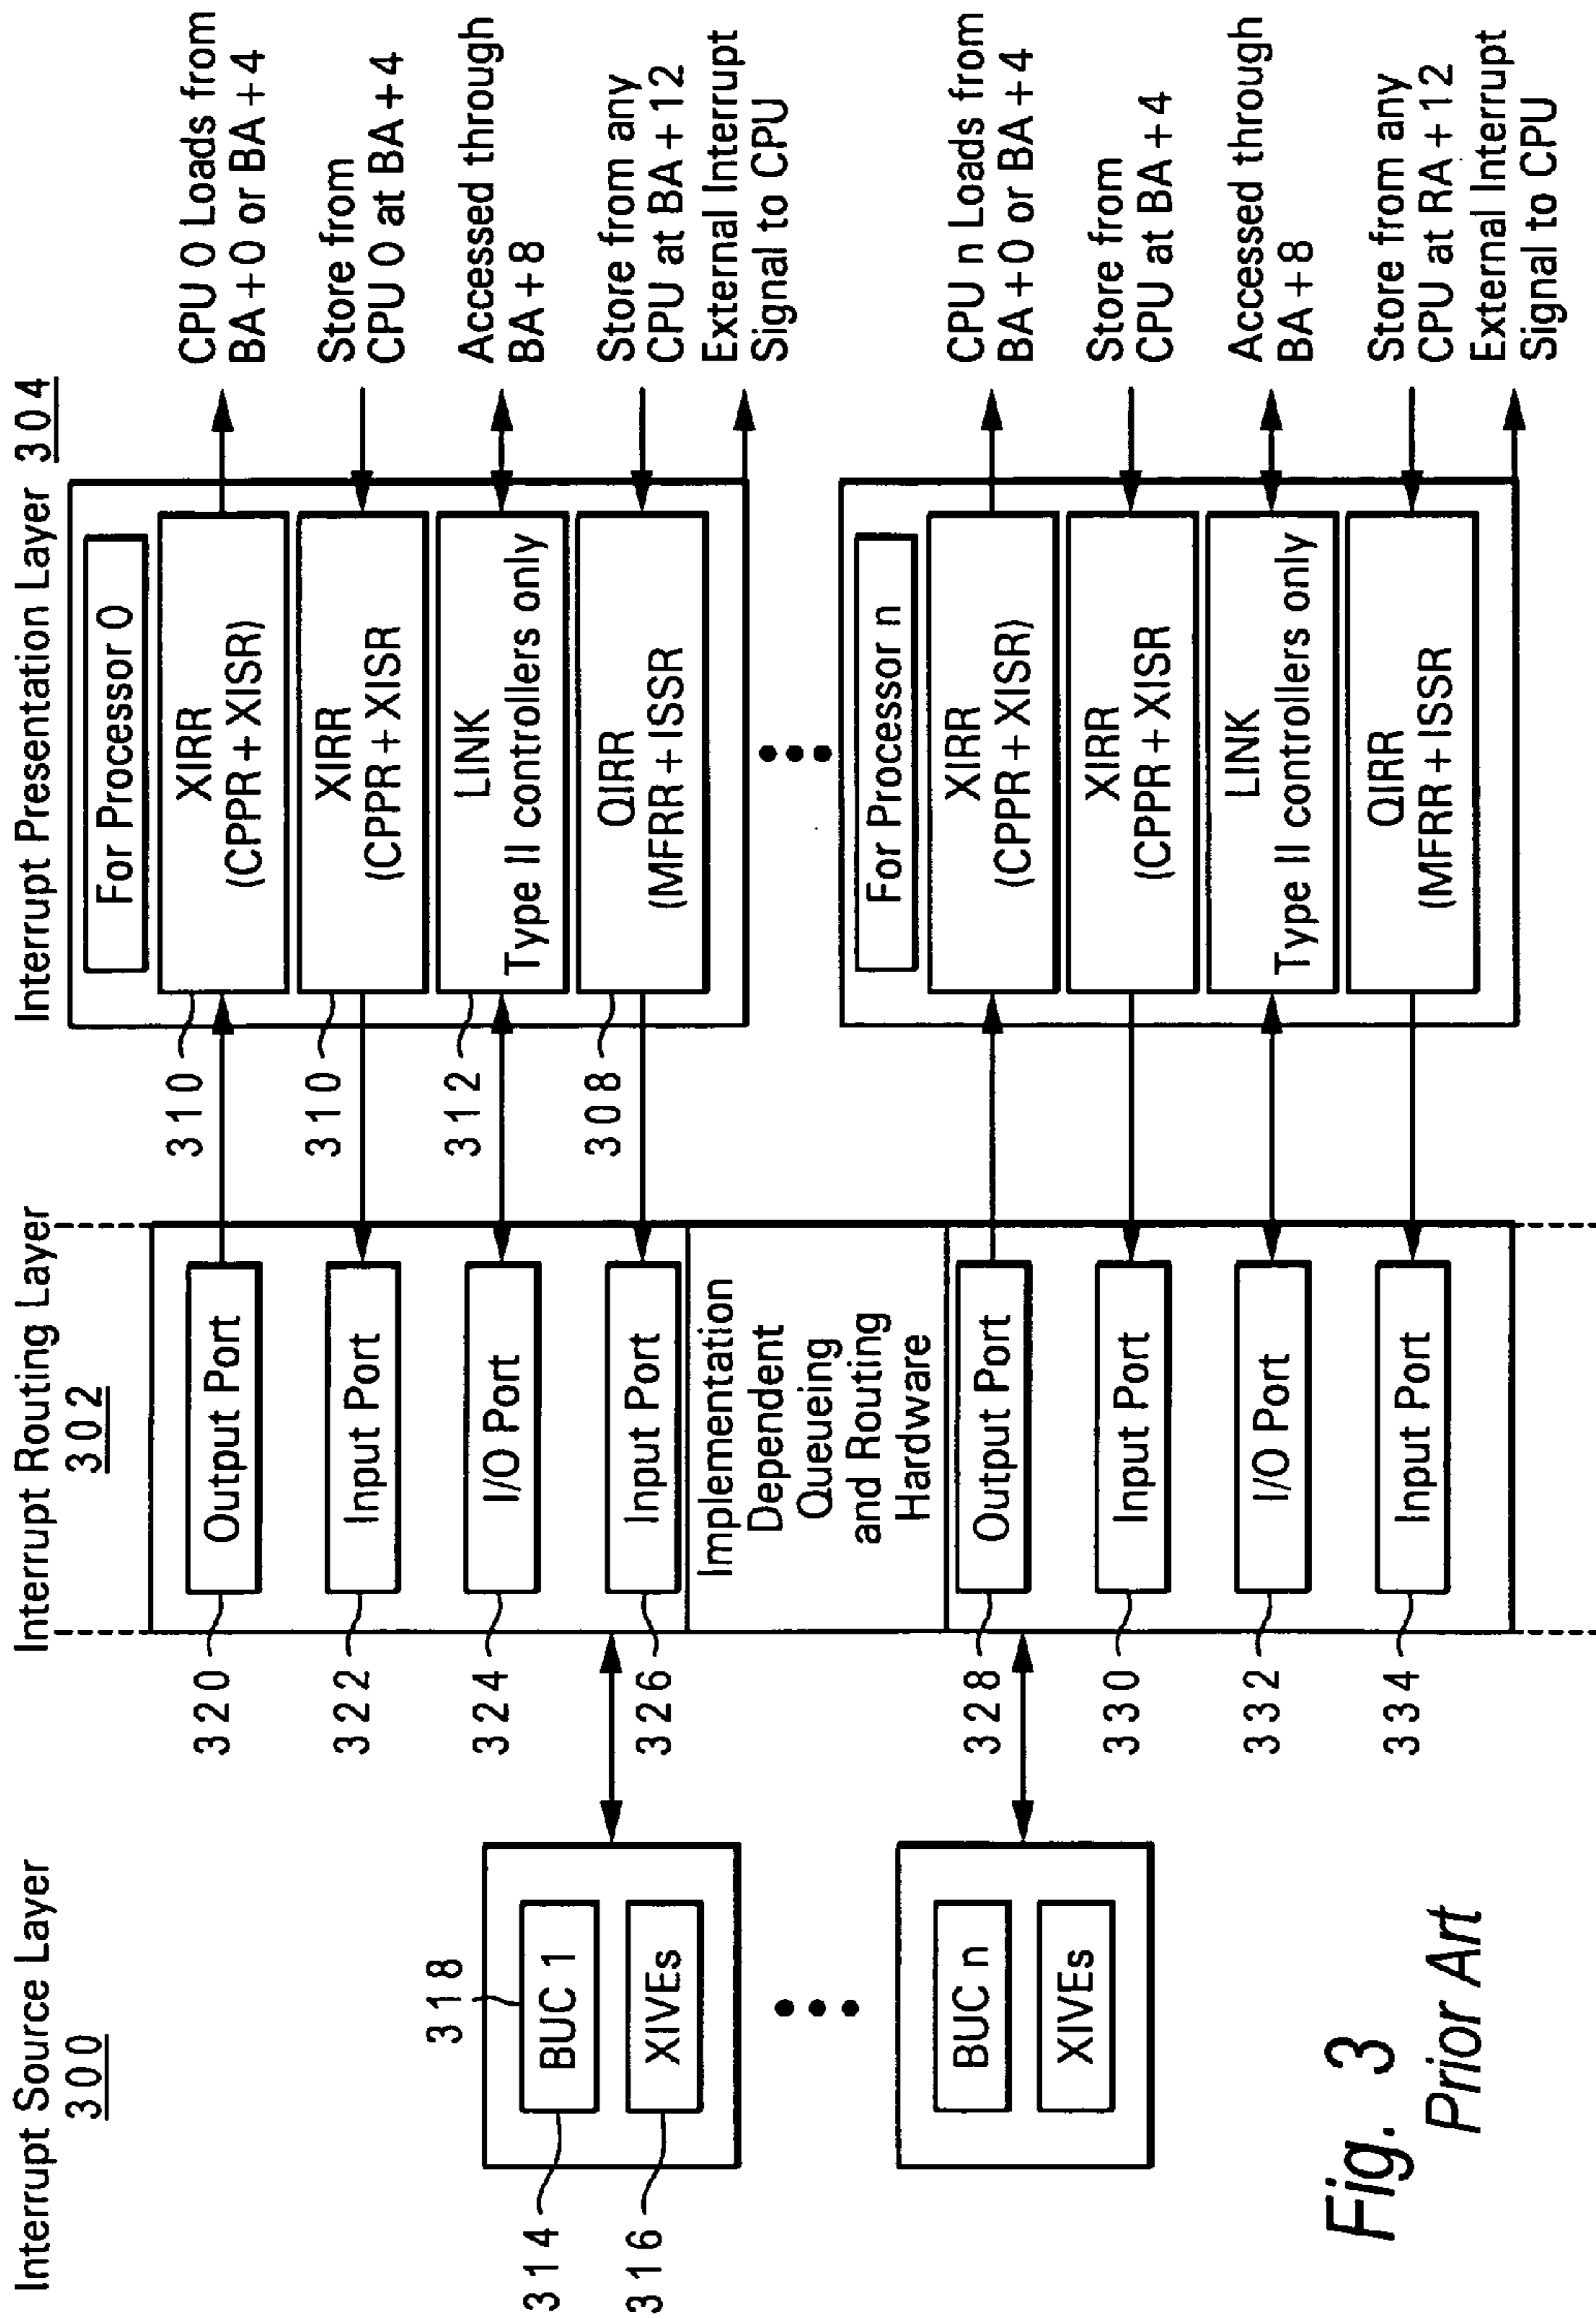 Interrupt Source Layer
300
Interrupt Routing Layer
302
Interrupt Presentation Layer 304
318
BUC 1
XIVEs
314
316
BUC n
XIVEs
Output Port
Input Port
I/O Port
Input Port
320
322
324
326
Implementation
Dependent
Queueing
and Routing
Hardware
Output Port
Input Port
I/O Port
Input Port
328
330
332
334
310
310
312
308
For Processor 0
XIRR
(CPPR+XISR)
XIRR
(CPPR+XISR
LINK
Type II controllers only
QIRR
(MFRR+ISSR
CPU 0 Loads from
BA+0 or BA+4
Store from
CPU 0 at BA+4
Accessed through
BA+8
Store from any
CPU at BA+12
External Interrupt
Signal to CPU
For Processor n
XIRR
(CPPR+XISR)
XIRR
(CPPR+XISR
LINK
Type II controllers only
QIRR
(MFRR+ISSR
CPU n Loads from
BA+0 or BA+4
Store from
CPU at BA+4
Accessed through
BA+8
Store from any
CPU at RA+12
External Interrupt
Signal to CPU
Fig. 3
Prior Art